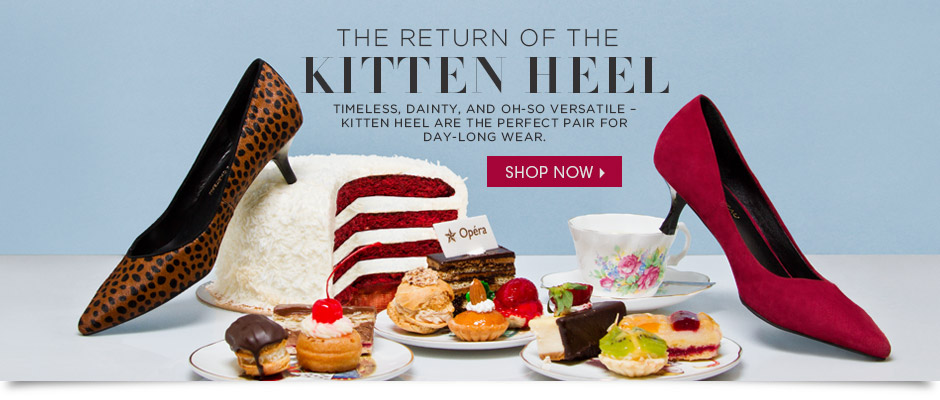 THE RETURN OF THE
KITTEN HEEL
TIMELESS, DAINTY, AND OH-SO VERSATILE –
KITTEN HEEL ARE THE PERFECT PAIR FOR
DAY-LONG WEAR.
SHOP NOW
Opéra